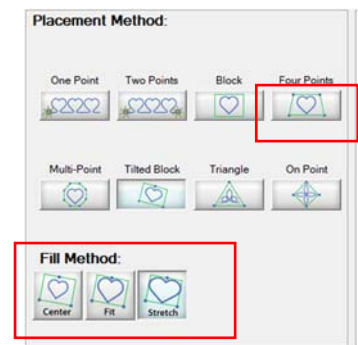 Placement Method:
One Point Two Points Block Four Points
Multi-Point Tilted Block Triangle On Point
Fill Method:
Center Fit Stretch